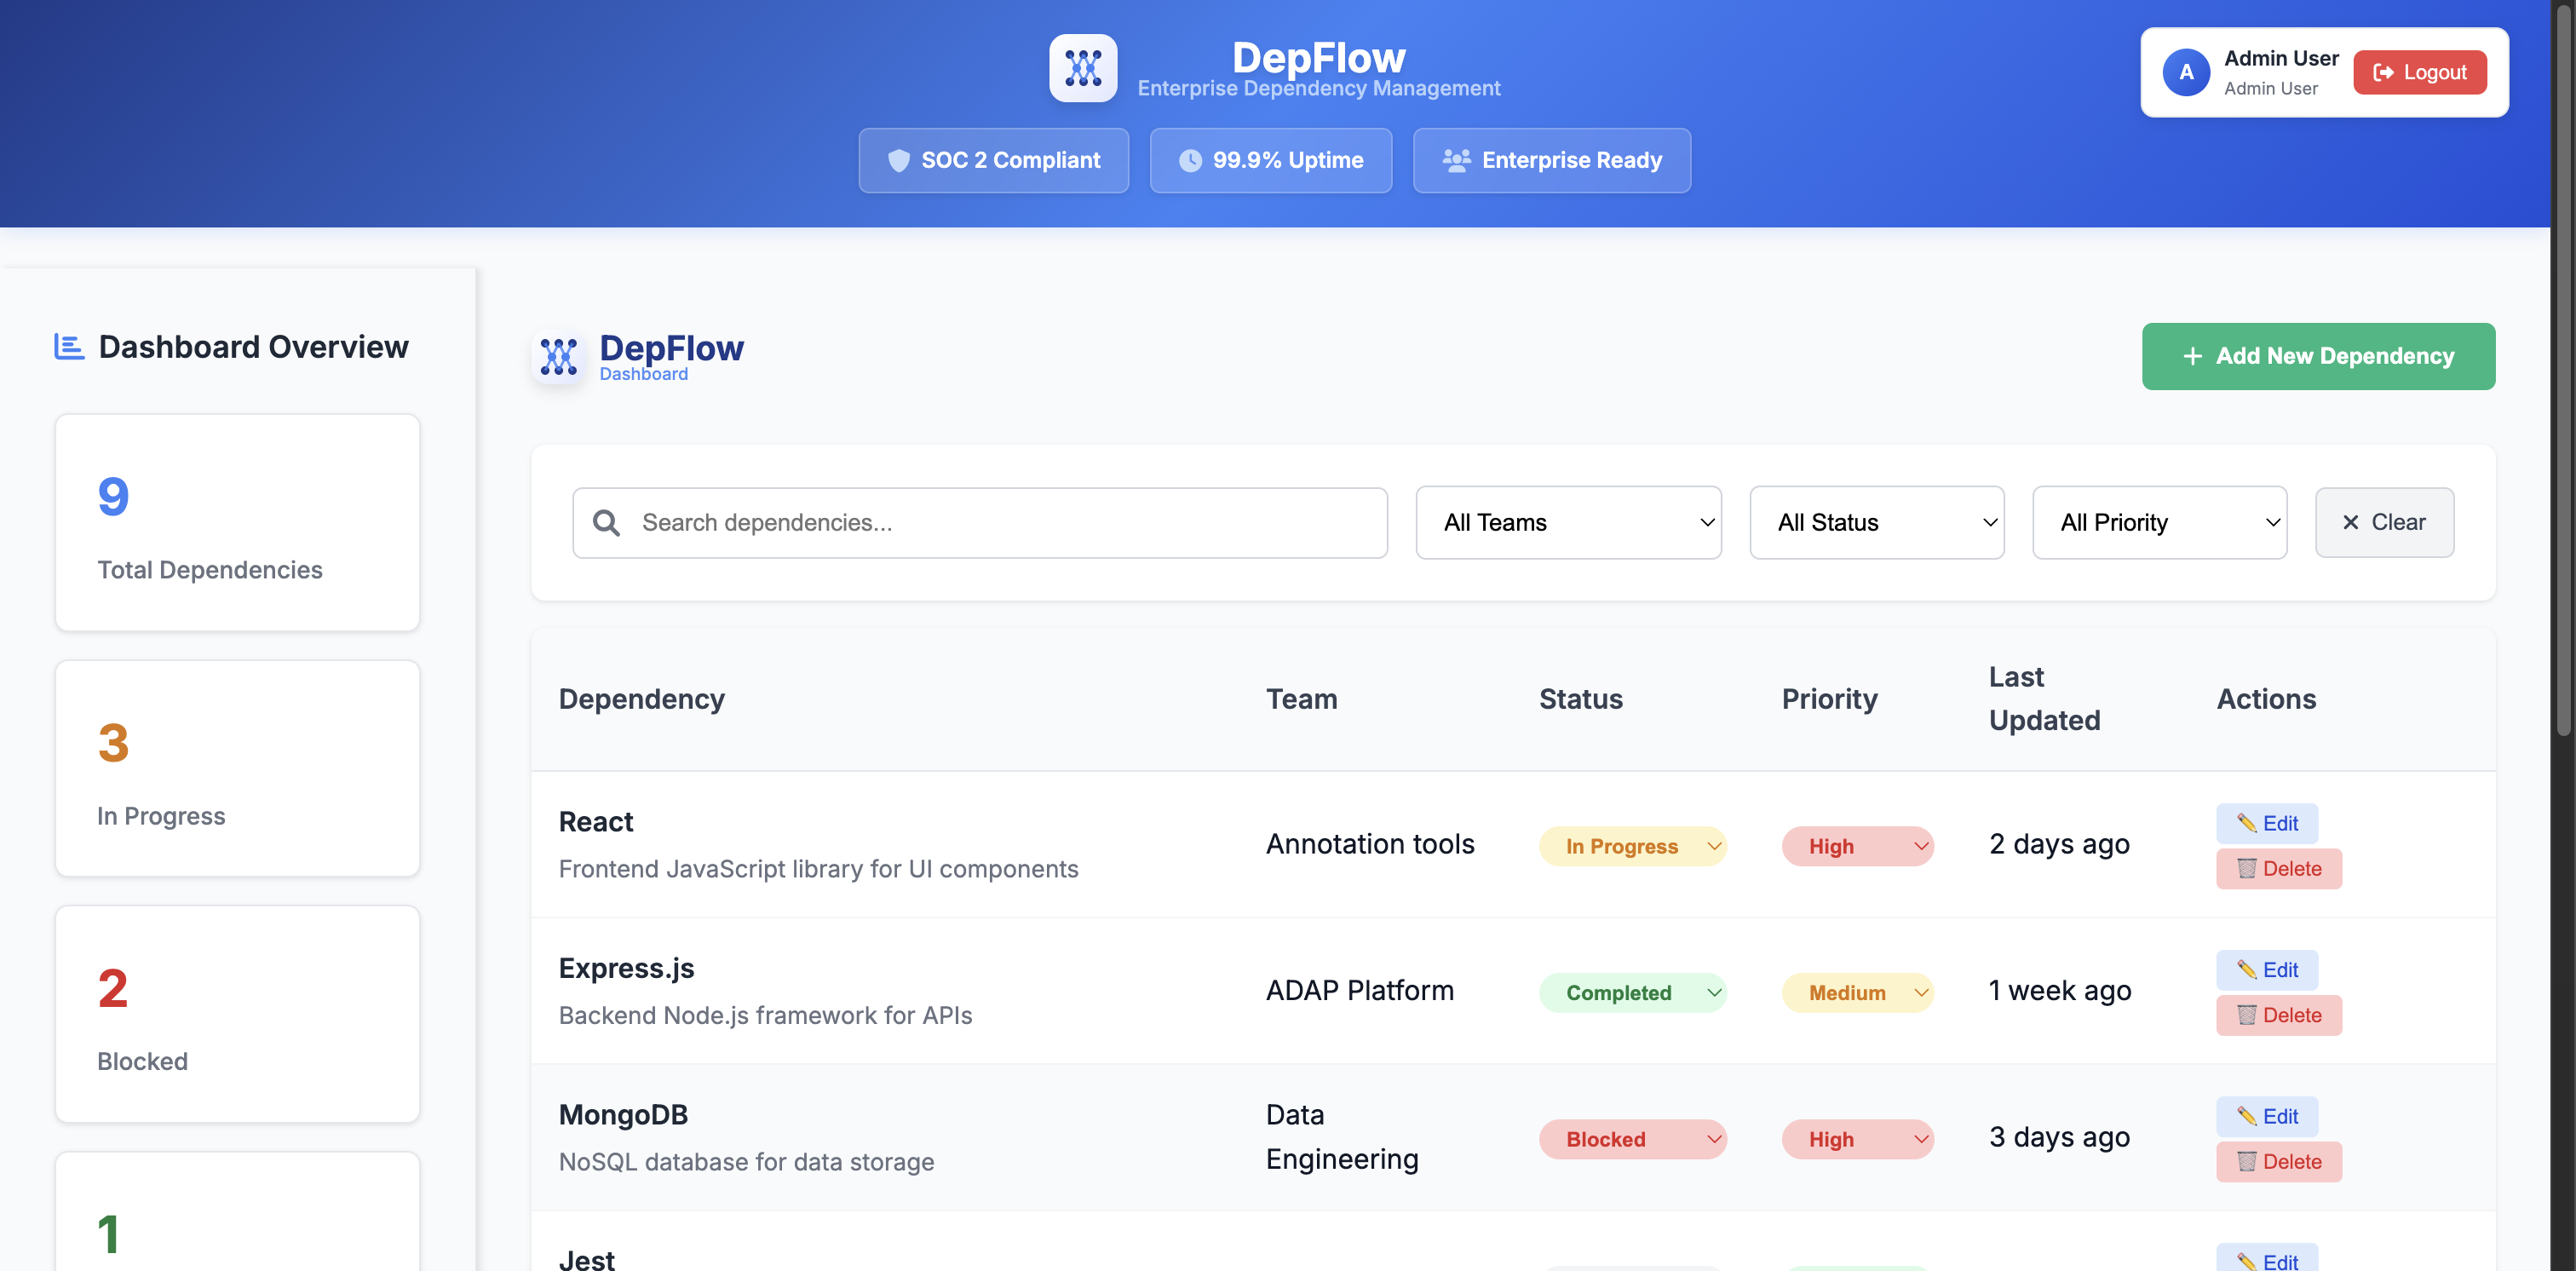 DepFlow
Enterprise Dependency Management
SOC 2 Compliant
99.9% Uptime
Enterprise Ready
A
Admin User
Admin User
Logout
Dashboard Overview
9
Total Dependencies
3
In Progress
2
Blocked
1
DepFlow
Dashboard
+ Add New Dependency
Search dependencies...
All Teams
All Status
All Priority
✕ Clear
Dependency
Team
Status
Priority
Last
Updated
Actions
React
Frontend JavaScript library for UI components
Annotation tools
In Progress
High
2 days ago
Edit
Delete
Express.js
Backend Node.js framework for APIs
ADAP Platform
Completed
Medium
1 week ago
Edit
Delete
MongoDB
NoSQL database for data storage
Data
Engineering
Blocked
High
3 days ago
Edit
Delete
Jest
Edit